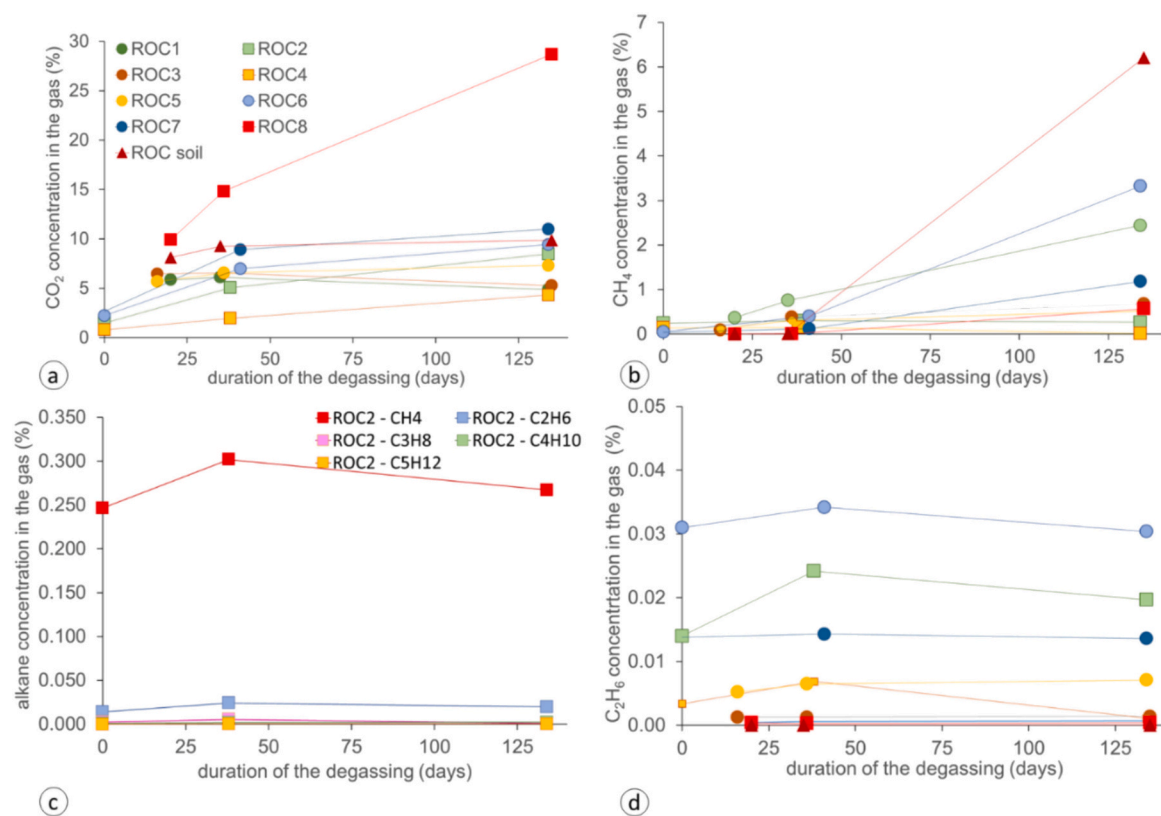 CO2 concentration in the gas (%)
30
25
20
15
10
5
0
ROC1 ROC2
ROC3 ROC4
ROC5 ROC6
ROC7 ROC8
ROC soil
0 25 50 75 100 125
duration of the degassing (days)
a
CH4 concentration in the gas (%)
7
6
5
4
3
2
1
0
0 25 50 75 100 125
duration of the degassing (days)
b
alkane concentration in the gas (%)
0.350
0.300
0.250
0.200
0.150
0.100
0.050
0.000
ROC2 - CH4 ROC2 - C2H6
ROC2 - C3H8 ROC2 - C4H10
ROC2 - C5H12
0 25 50 75 100 125
duration of the degassing (days)
c
C2H6 concentrtation in the gas (%)
0.05
0.04
0.03
0.02
0.01
0.00
0 25 50 75 100 125
duration of the degassing (days)
d